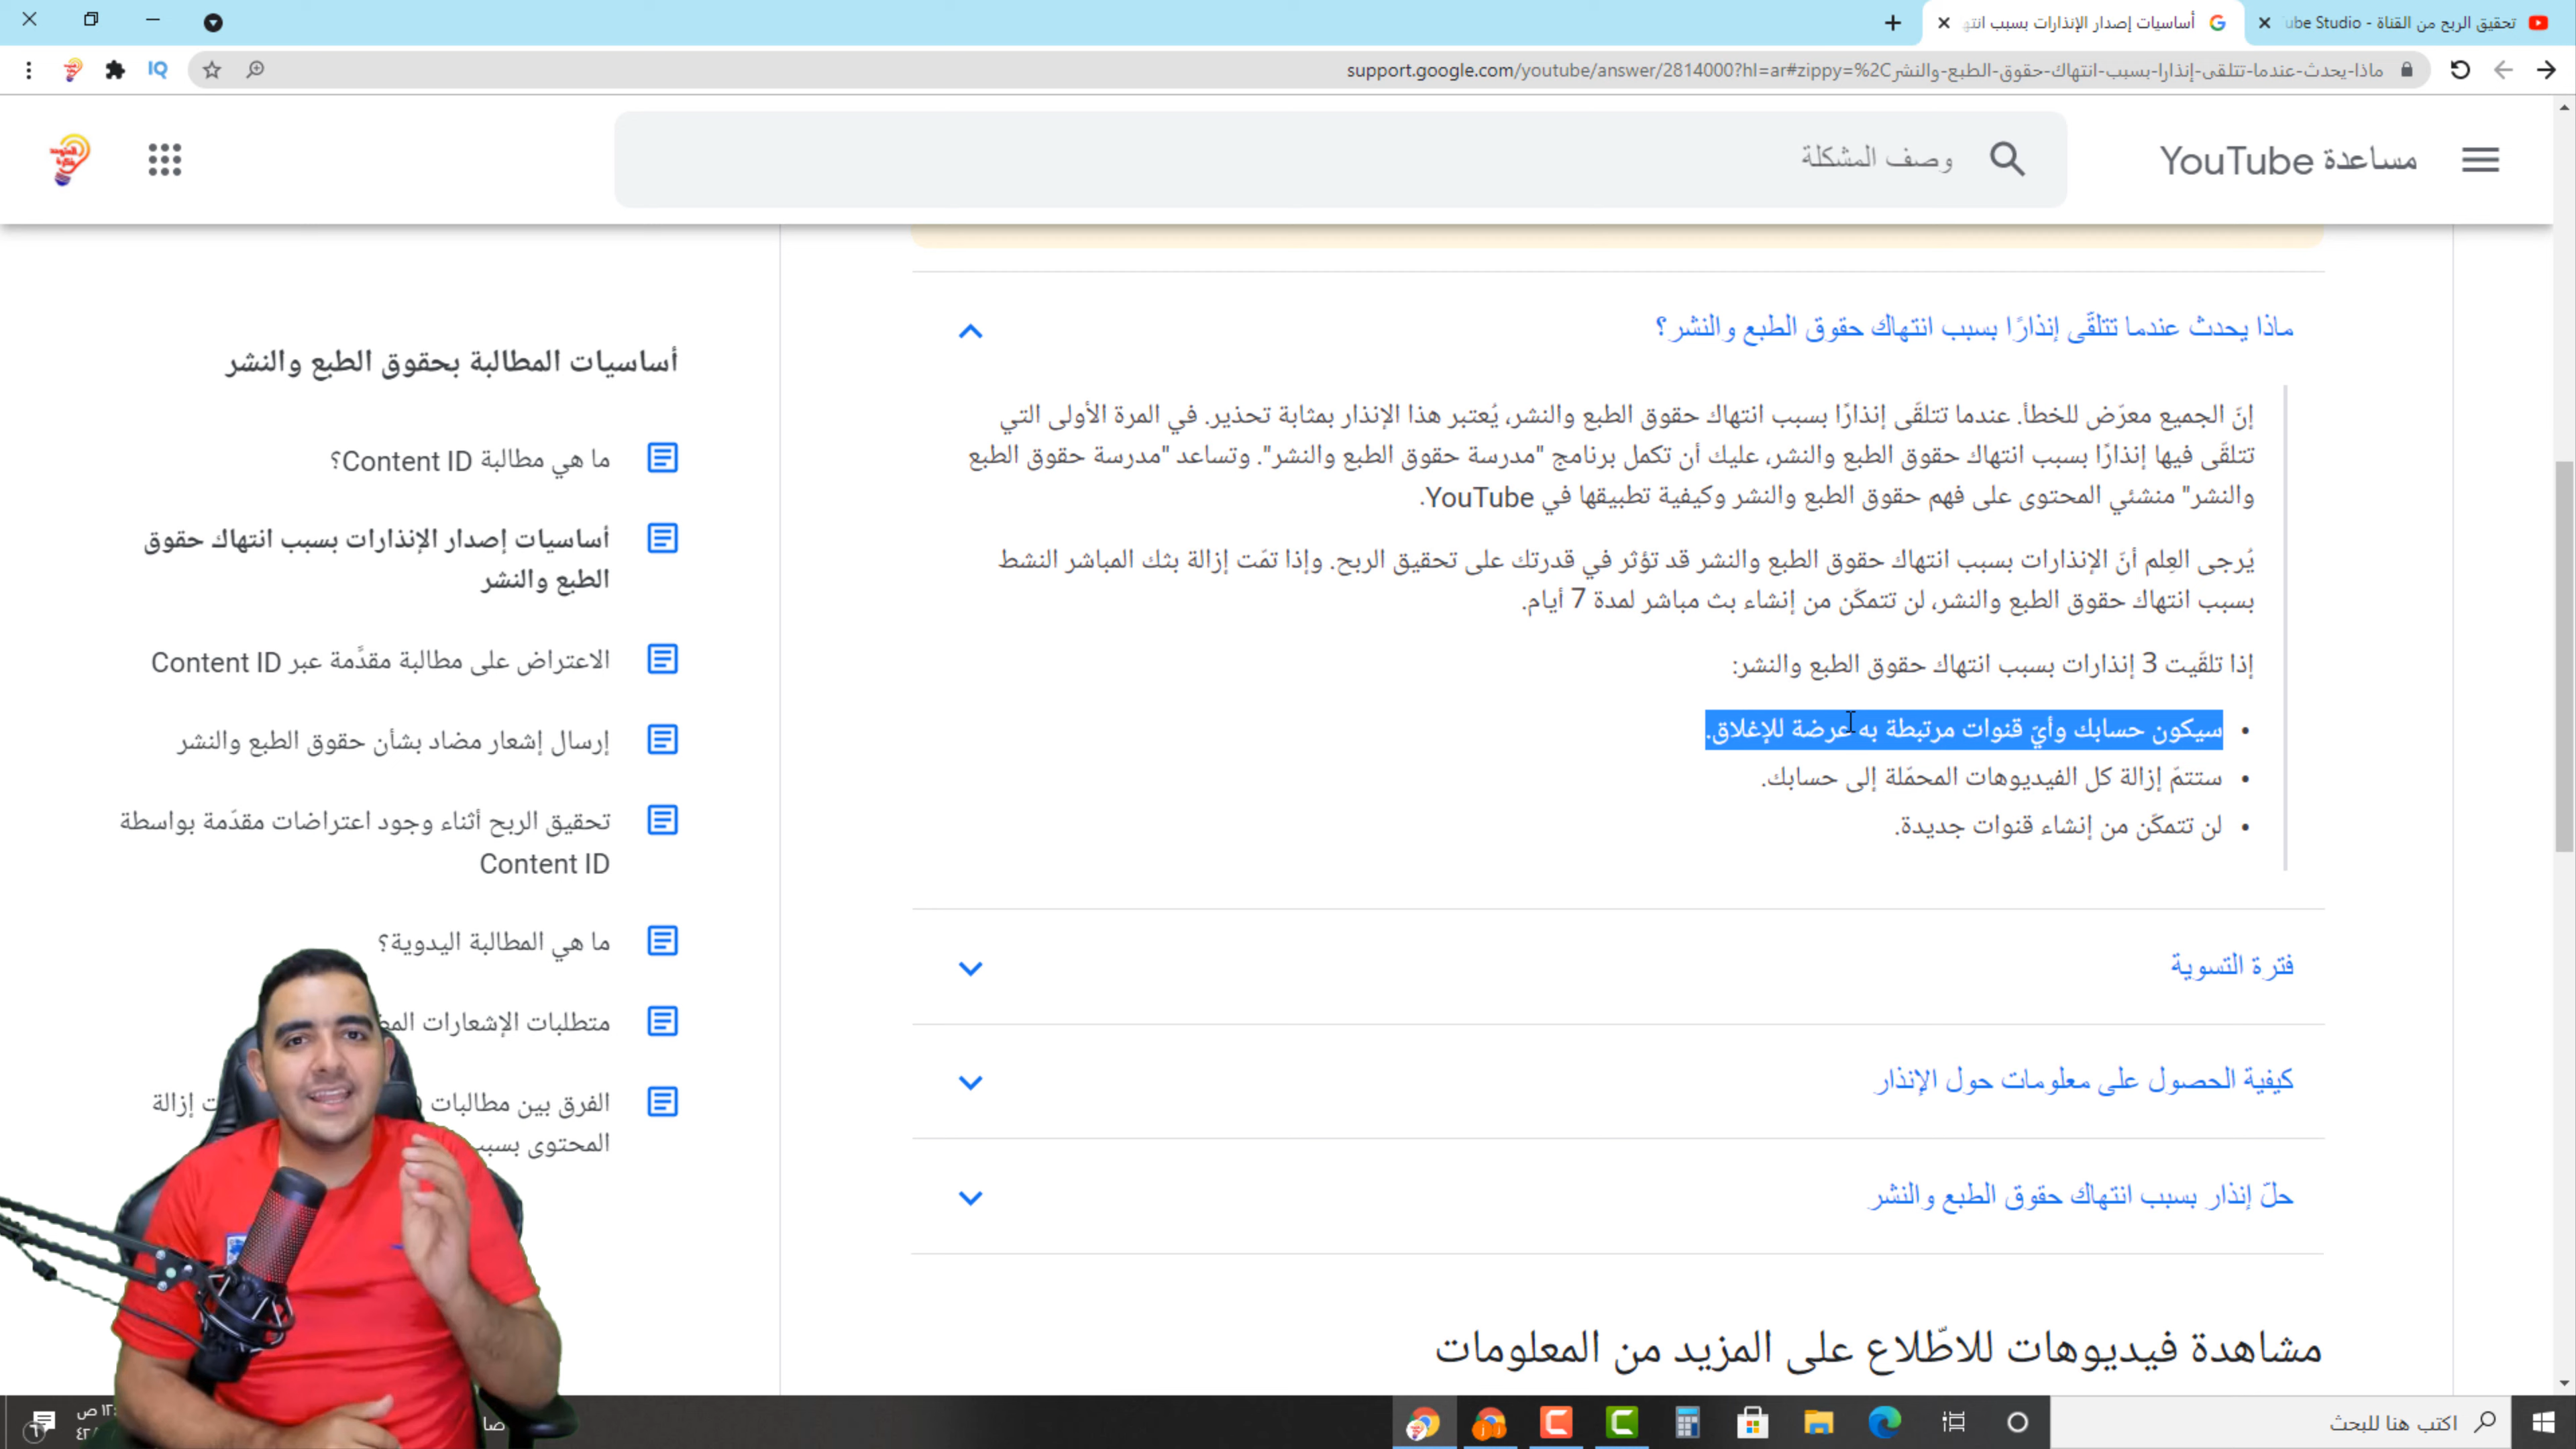 تحقيق الربح من القناة - ube Studio
أساسيات إصدار الإنذارات بسبب انته
support.google.com/youtube/answer/2814000?hl=ar#zippy=%2Cماذا-يحدث-عندما-تتلقى-إنذارا-بسبب-انتهاك-حقوق-الطبع-والنشر
IQ
مساعدة YouTube
وصف المشكلة
ماذا يحدث عندما تتلقّى إنذارًا بسبب انتهاك حقوق الطبع والنشر؟
إنّ الجميع معرّض للخطأ. عندما تتلقّى إنذارًا بسبب انتهاك حقوق الطبع والنشر، يُعتبر هذا الإنذار بمثابة تحذير. في المرة الأولى التي
تتلقّى فيها إنذارًا بسبب انتهاك حقوق الطبع والنشر، عليك أن تكمل برنامج "مدرسة حقوق الطبع والنشر". وتساعد "مدرسة حقوق الطبع
والنشر" منشئي المحتوى على فهم حقوق الطبع والنشر وكيفية تطبيقها في YouTube.
يُرجى العِلم أنّ الإنذارات بسبب انتهاك حقوق الطبع والنشر قد تؤثر في قدرتك على تحقيق الربح. وإذا تمّت إزالة بثك المباشر النشط
بسبب انتهاك حقوق الطبع والنشر، لن تتمكّن من إنشاء بث مباشر لمدة 7 أيام.
إذا تلقّيت 3 إنذارات بسبب انتهاك حقوق الطبع والنشر:
• سيكون حسابك وأيّ قنوات مرتبطة به عرضة للإغلاق.
• ستتمّ إزالة كل الفيديوهات المحمّلة إلى حسابك.
• لن تتمكّن من إنشاء قنوات جديدة.
فترة التسوية
كيفية الحصول على معلومات حول الإنذار
حلّ إنذار بسبب انتهاك حقوق الطبع والنشر
مشاهدة فيديوهات للاطّلاع على المزيد من المعلومات
أساسيات المطالبة بحقوق الطبع والنشر
ما هي مطالبة Content ID؟
أساسيات إصدار الإنذارات بسبب انتهاك حقوق
الطبع والنشر
الاعتراض على مطالبة مقدَّمة عبر Content ID
إرسال إشعار مضاد بشأن حقوق الطبع والنشر
تحقيق الربح أثناء وجود اعتراضات مقدّمة بواسطة
Content ID
ما هي المطالبة اليدوية؟
متطلبات الإشعارات المض
الفرق بين مطالبات ت إزالة
المحتوى بسبب
اكتب هنا للبحث
صا
١٢: ص